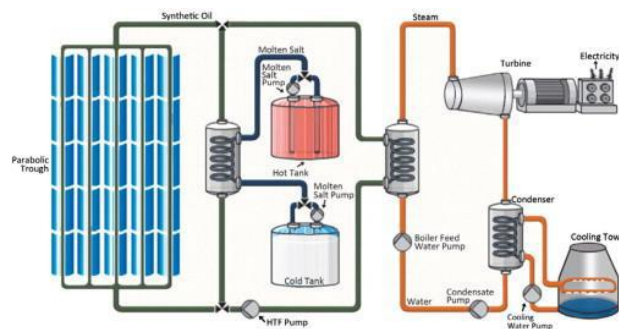 Synthetic Oil
Steam
Molten Salt
Molten
Salt
Pump
Electricity
Turbine
Parabolic
Trough
Hot Tank
Molten
Salt Pump
Condenser
Boiler Feed
Water Pump
Cooling Tow
Cold Tank
Condensate
Pump
Water
HTF Pump
Cooling
Water Pump